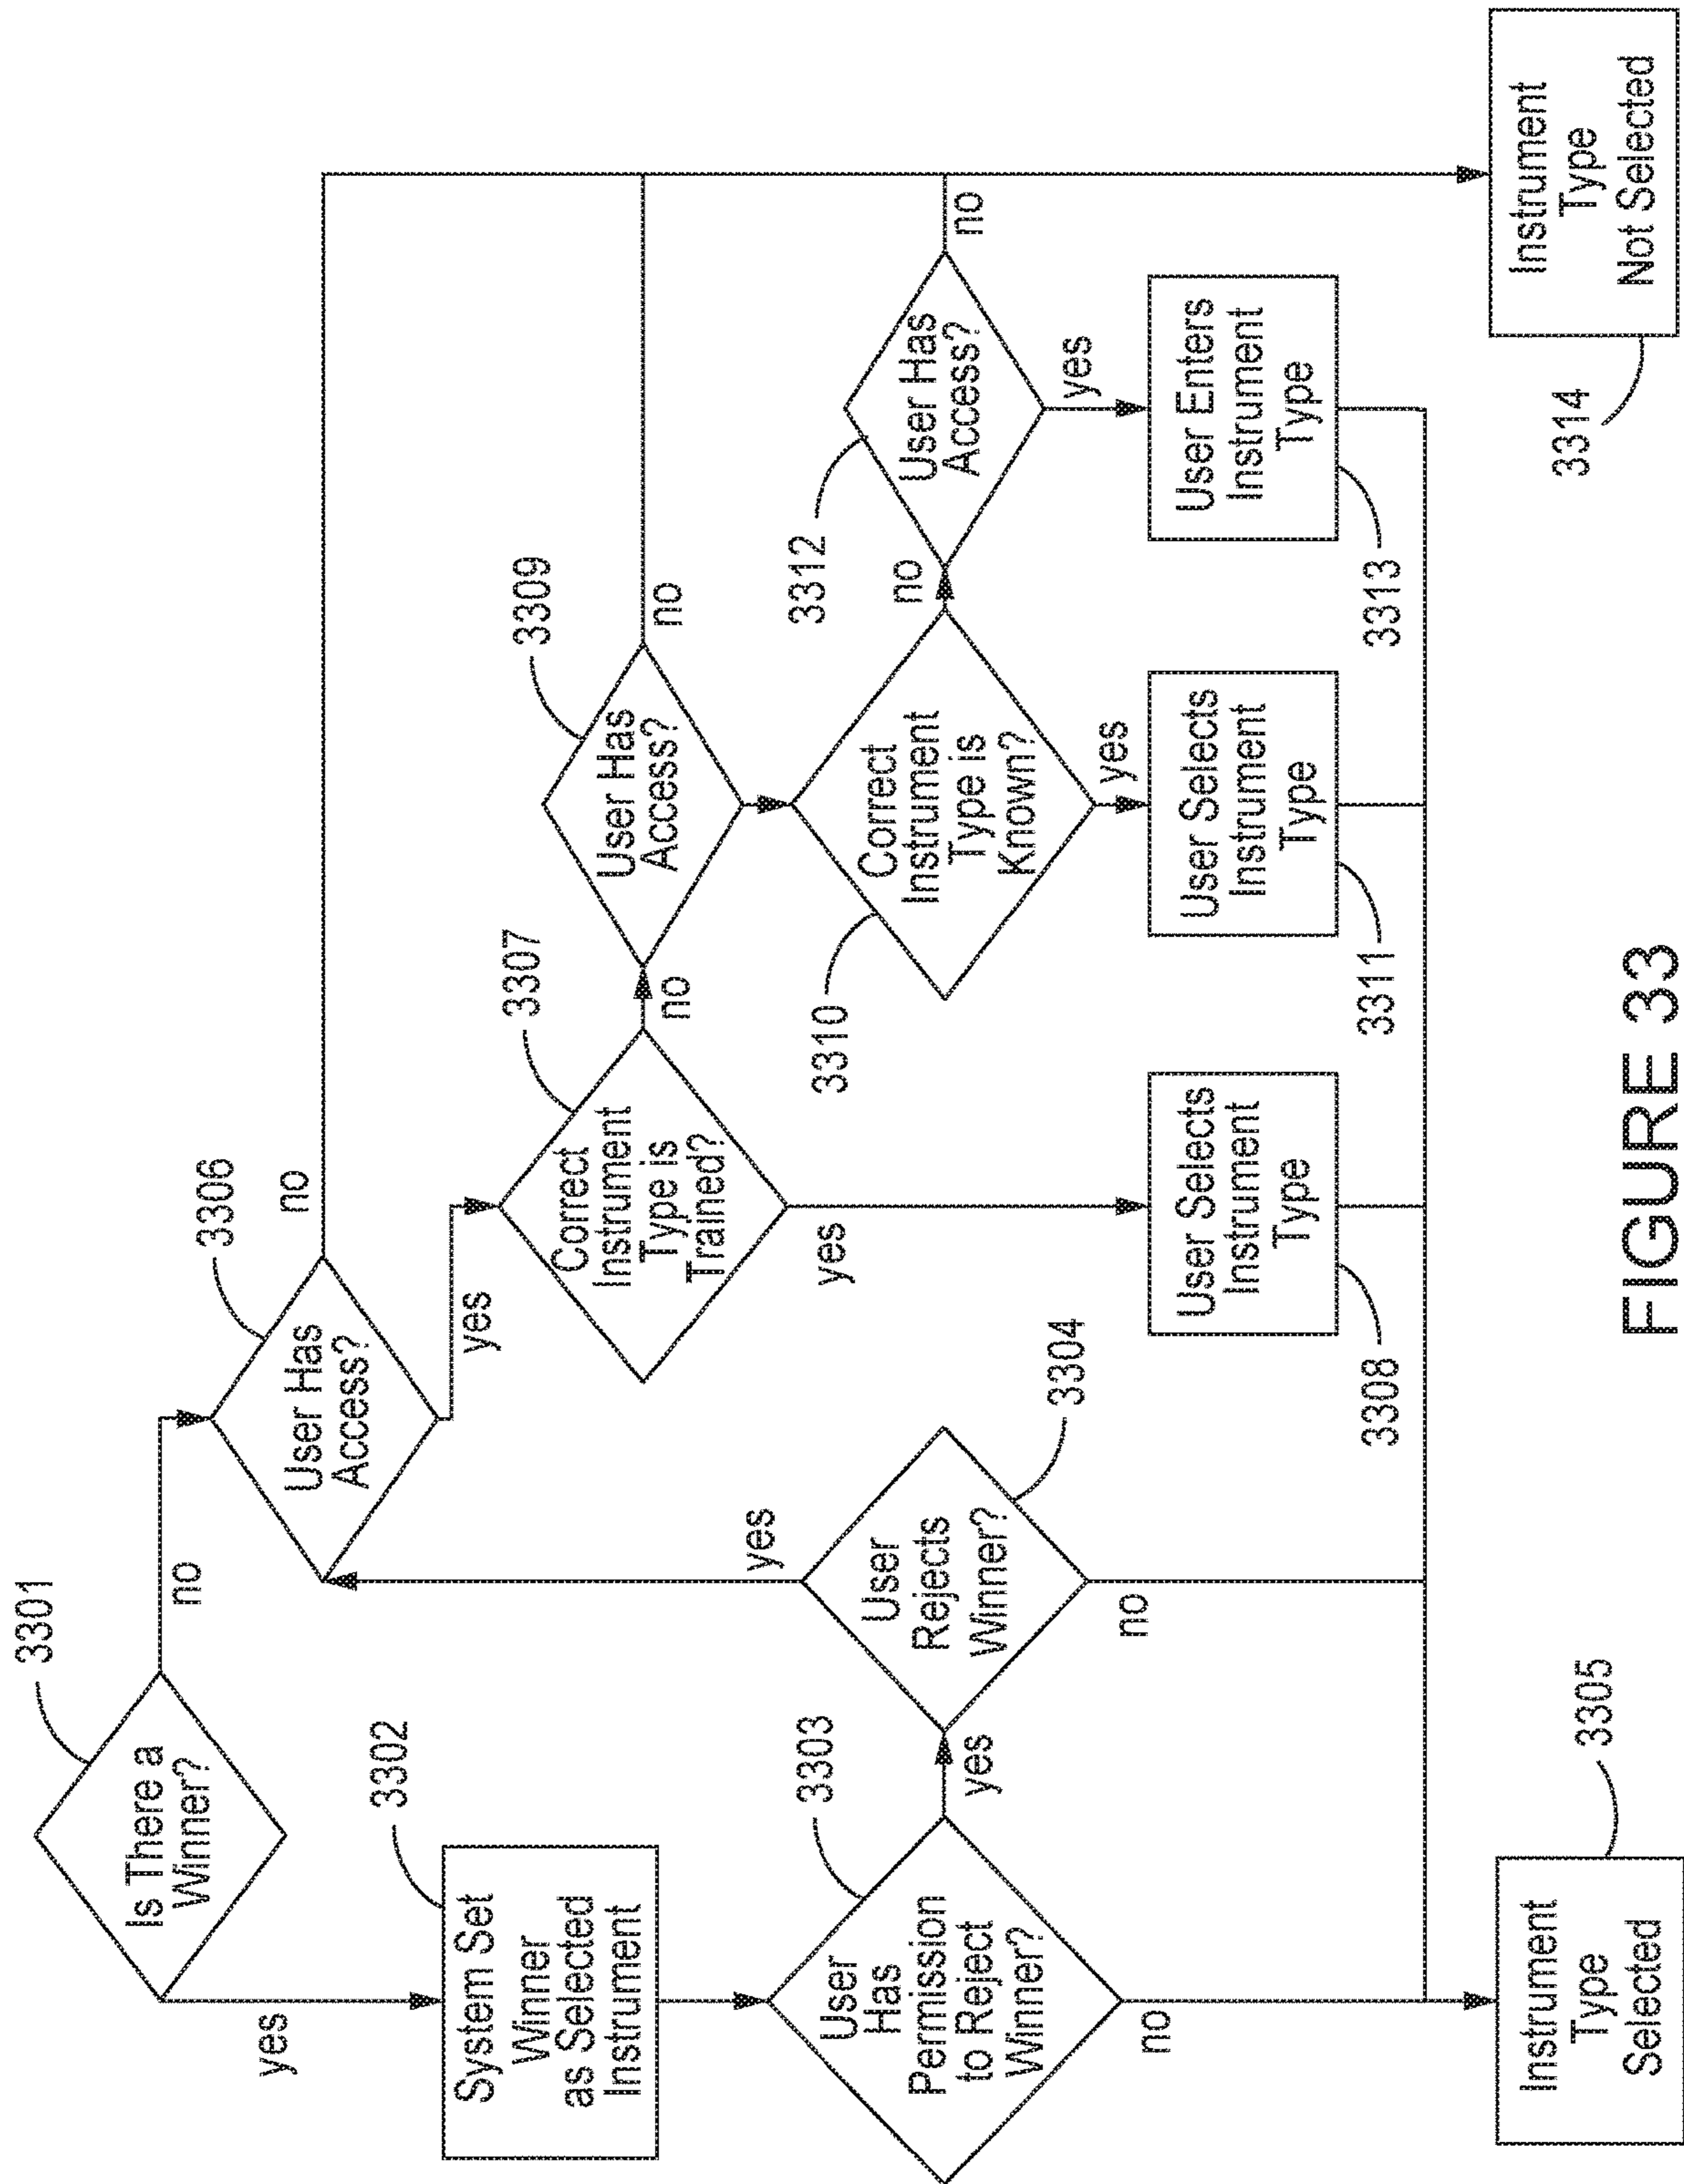 3301
Is There a
Winner?
yes
no
3302
System Set
Winner
as Selected
Instrument
3303
User
Has
Permission
to Reject
Winner?
yes
no
3304
User
Rejects
Winner?
yes
no
3305
Instrument
Type
Selected
3306
User Has
Access?
yes
no
3307
Correct
Instrument
Type is
Trained?
yes
no
3308
User Selects
Instrument
Type
3309
User Has
Access?
no
3310
Correct
Instrument
Type is
Known?
yes
no
3311
User Selects
Instrument
Type
3312
User Has
Access?
yes
no
3313
User Enters
Instrument
Type
3314
Instrument
Type
Not Selected
FIGURE 33